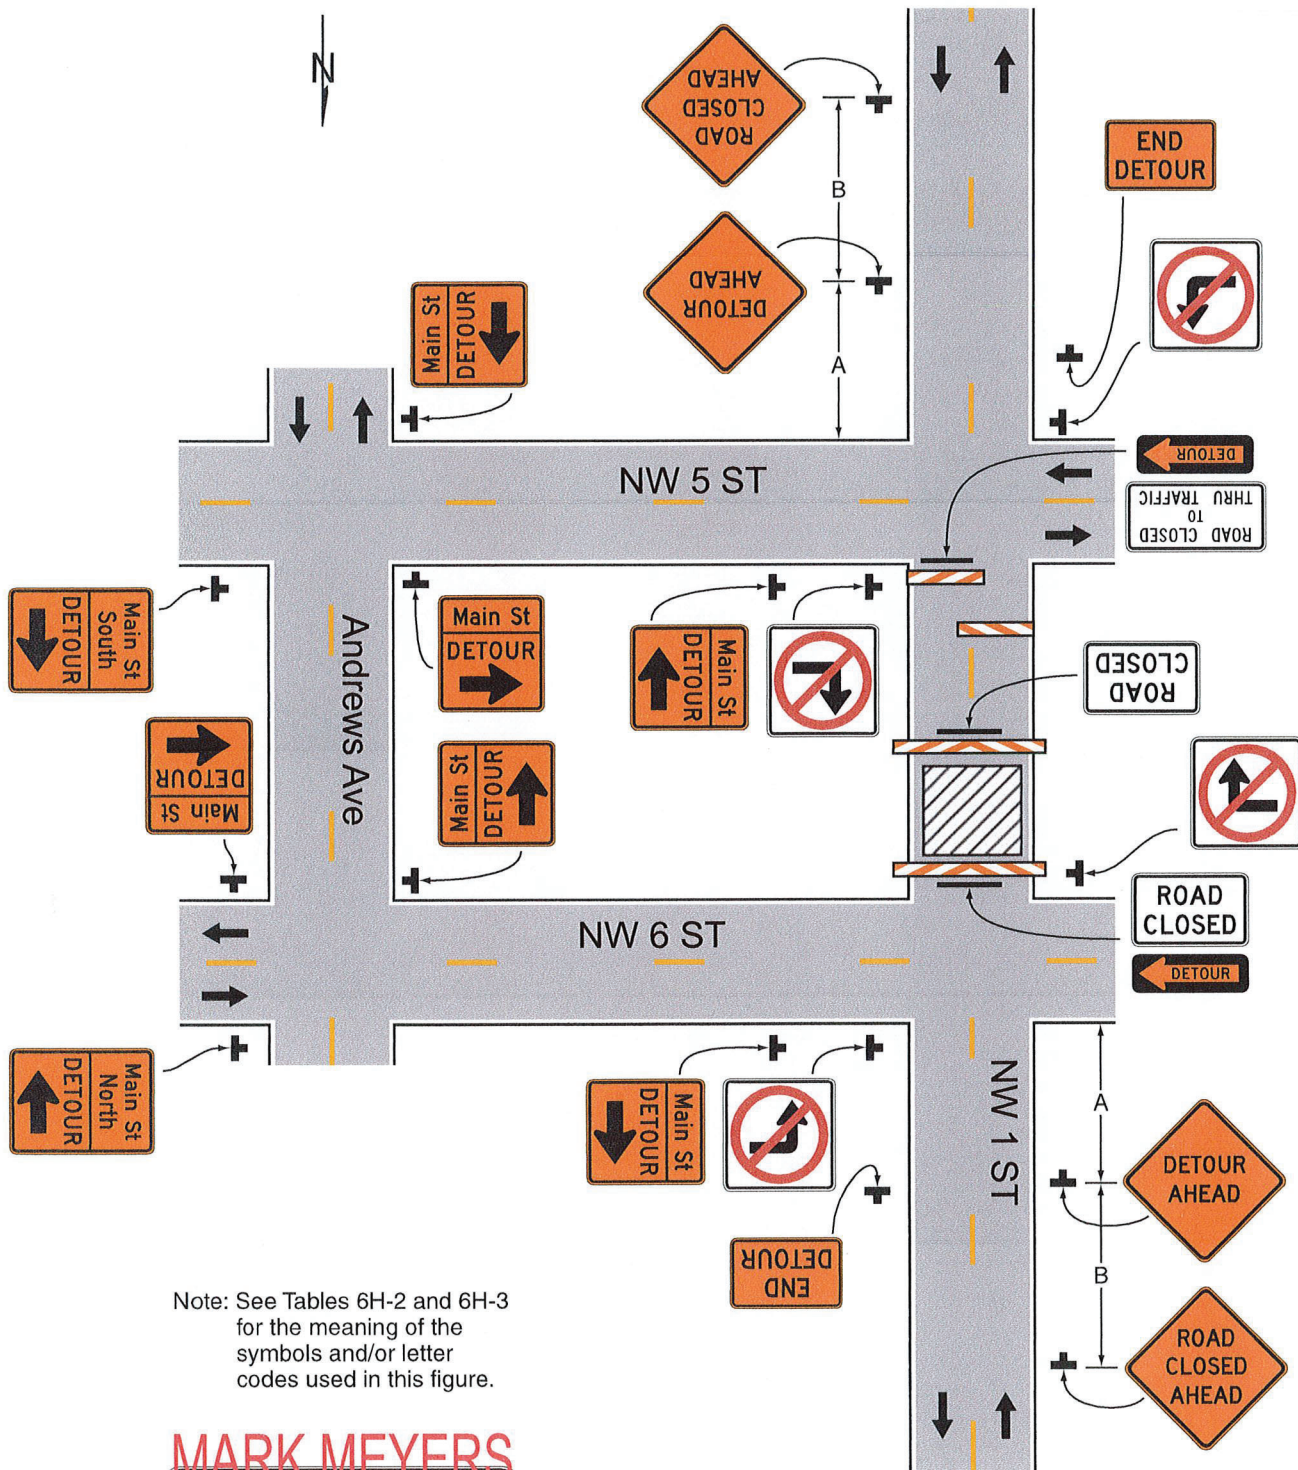 N
ROAD
CLOSED
AHEAD
B
END
DETOUR
DETOUR
AHEAD
Main St
DETOUR
A
NW 5 ST
DETOUR
ROAD CLOSED
TO
THRU TRAFFIC
Main St
South
DETOUR
Andrews Ave
Main St
DETOUR
Main St
DETOUR
ROAD
CLOSED
Main St
DETOUR
Main St
DETOUR
NW 6 ST
ROAD
CLOSED
DETOUR
Main St
North
DETOUR
Main St
DETOUR
NW 1 ST
A
DETOUR
AHEAD
END
DETOUR
B
ROAD
CLOSED
AHEAD
Note: See Tables 6H-2 and 6H-3
for the meaning of the
symbols and/or letter
codes used in this figure.
MARK MEYERS